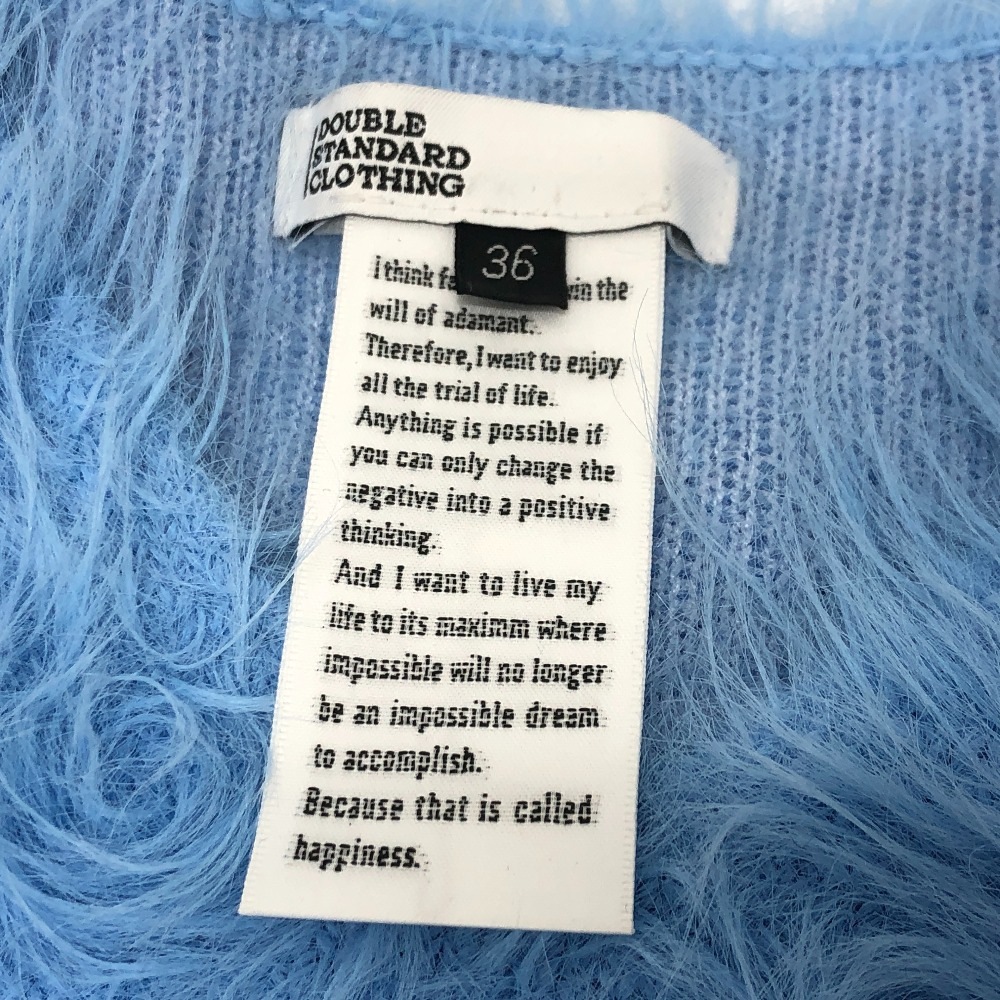 DOUBLE
STANDARD
CLOTHING
36
I think in the
will of adamant.
Therefore, I want to enjoy
all the trial of life.
Anything is possible if
you can only change the
negative into a positive
thinking.
And I want to live my
life to its maximm where
impossible will no longer
be an impossible dream
to accomplish.
Because that is called
happiness.